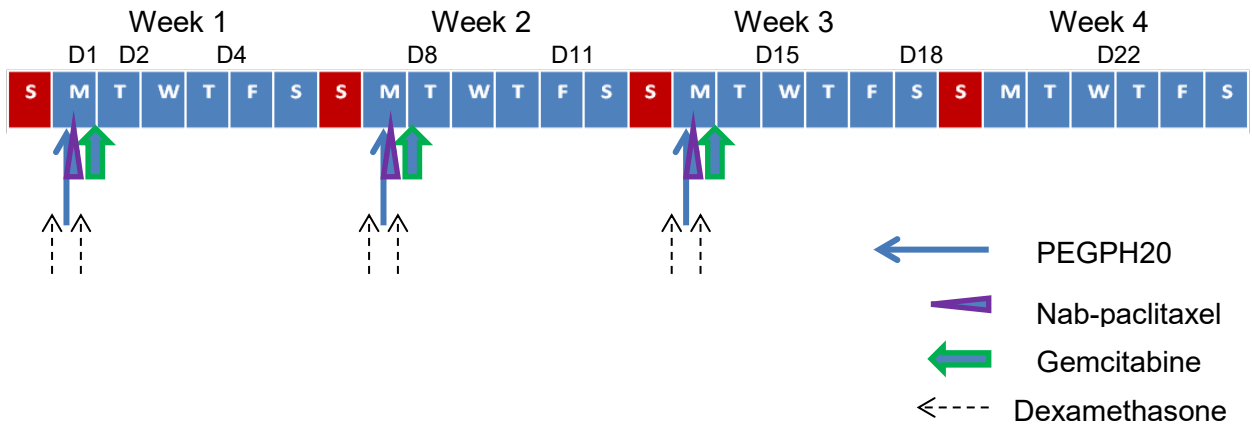 Week 1 Week 2 Week 3 Week 4
D1 D2 D4 D8 D11 D15 D18 D22
S M T W T F S S M T W T F S S M T W T F S S M T W T F S
PEGPH20
Nab-paclitaxel
Gemcitabine
Dexamethasone